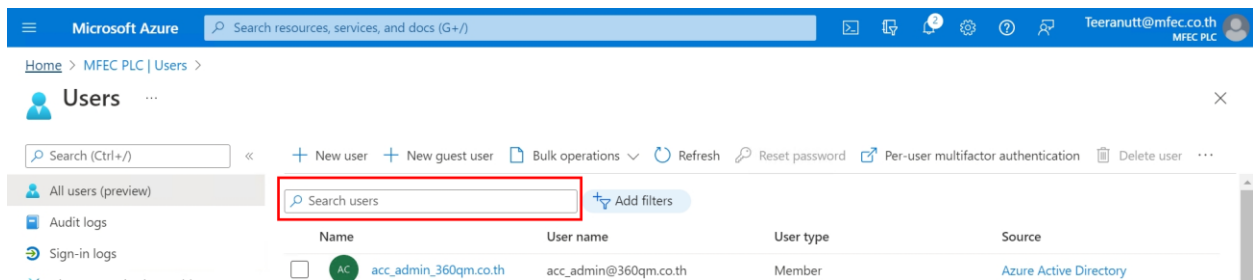 Microsoft Azure
Search resources, services, and docs (G+/)
2
Teeranutt@mfec.co.th
MFEC PLC
Home > MFEC PLC | Users >
Users ...
Search (Ctrl+/)
«
+ New user + New guest user Bulk operations Refresh Reset password Per-user multifactor authentication Delete user ...
All users (preview)
Search users
Add filters
Audit logs
Name User name User type Source
Sign-in logs
AC acc_admin_360qm.co.th acc_admin@360qm.co.th Member Azure Active Directory